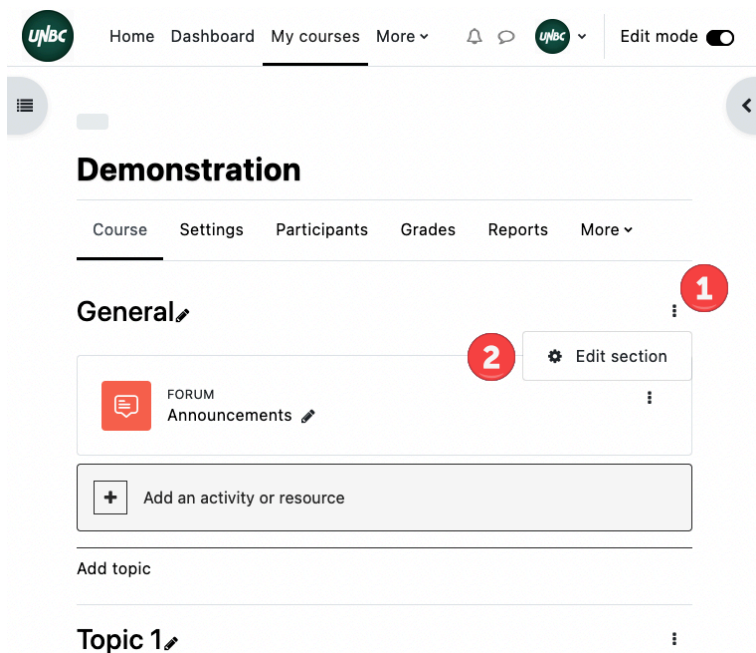 UNBC
Home Dashboard My courses More UNBC Edit mode
Demonstration
Course Settings Participants Grades Reports More
General
1
2 Edit section
FORUM
Announcements
Add an activity or resource
Add topic
Topic 1